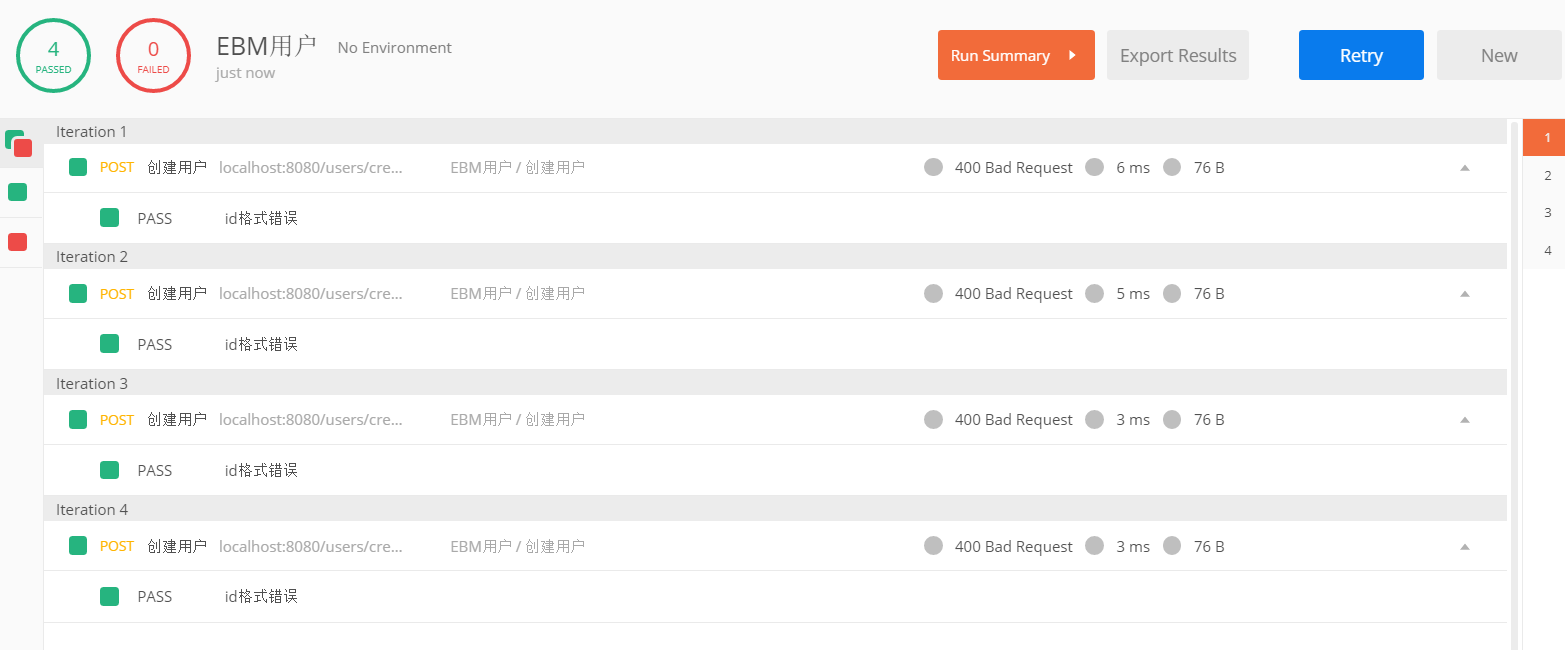 4 PASSED 0 FAILED EBM用户 No Environment just now Run Summary Export Results Retry New
Iteration 1
POST 创建用户 localhost:8080/users/cre... EBM用户 / 创建用户 400 Bad Request 6 ms 76 B
PASS id格式错误
Iteration 2
POST 创建用户 localhost:8080/users/cre... EBM用户 / 创建用户 400 Bad Request 5 ms 76 B
PASS id格式错误
Iteration 3
POST 创建用户 localhost:8080/users/cre... EBM用户 / 创建用户 400 Bad Request 3 ms 76 B
PASS id格式错误
Iteration 4
POST 创建用户 localhost:8080/users/cre... EBM用户 / 创建用户 400 Bad Request 3 ms 76 B
PASS id格式错误
1
2
3
4